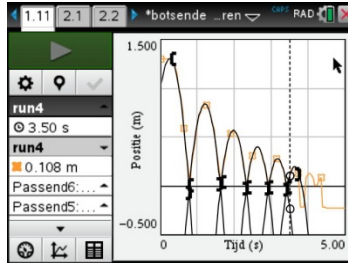 1.11 2.1 2.2 *botsende …ren CAPS RAD
run4
3.50 s
run4
0.108 m
Passend6:…
Passend5:…
1.500
Positie (m)
-0.500
0 Tijd (s) 5.00